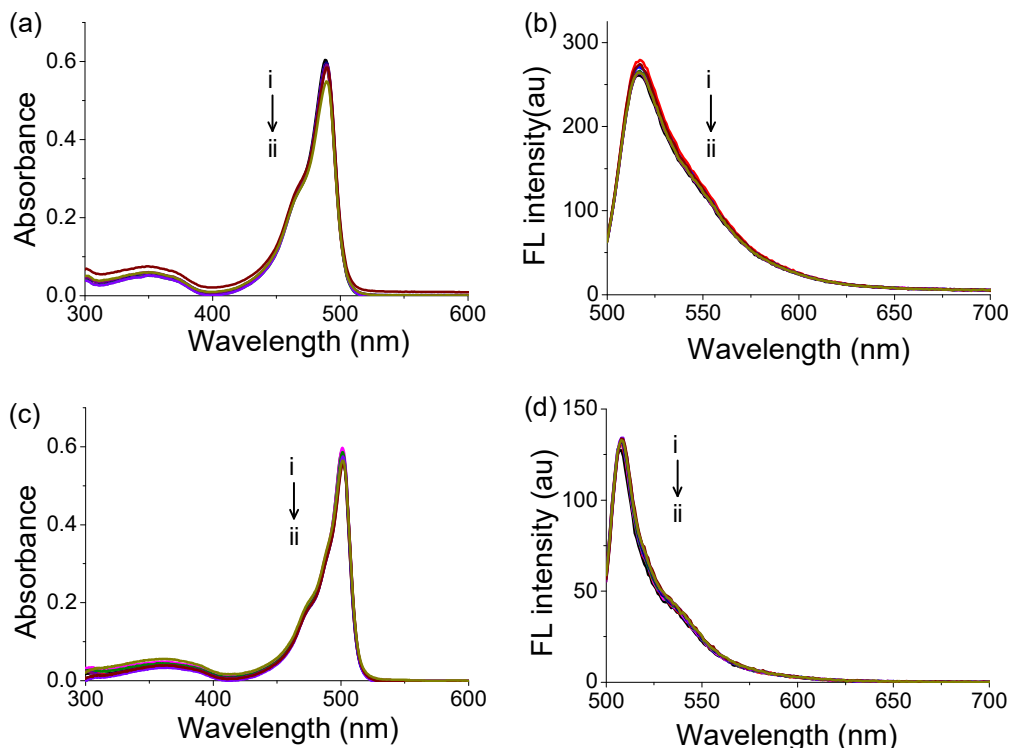 (a)
Absorbance
0.6
0.4
0.2
0.0
i
ii
300
400
500
600
Wavelength (nm)
(b)
FL intensity(au)
300
200
100
0
i
ii
500
550
600
650
700
Wavelength (nm)
(c)
Absorbance
0.6
0.4
0.2
0.0
i
ii
300
400
500
600
Wavelength (nm)
(d)
FL intensity (au)
150
100
50
0
i
ii
500
550
600
650
700
Wavelength (nm)